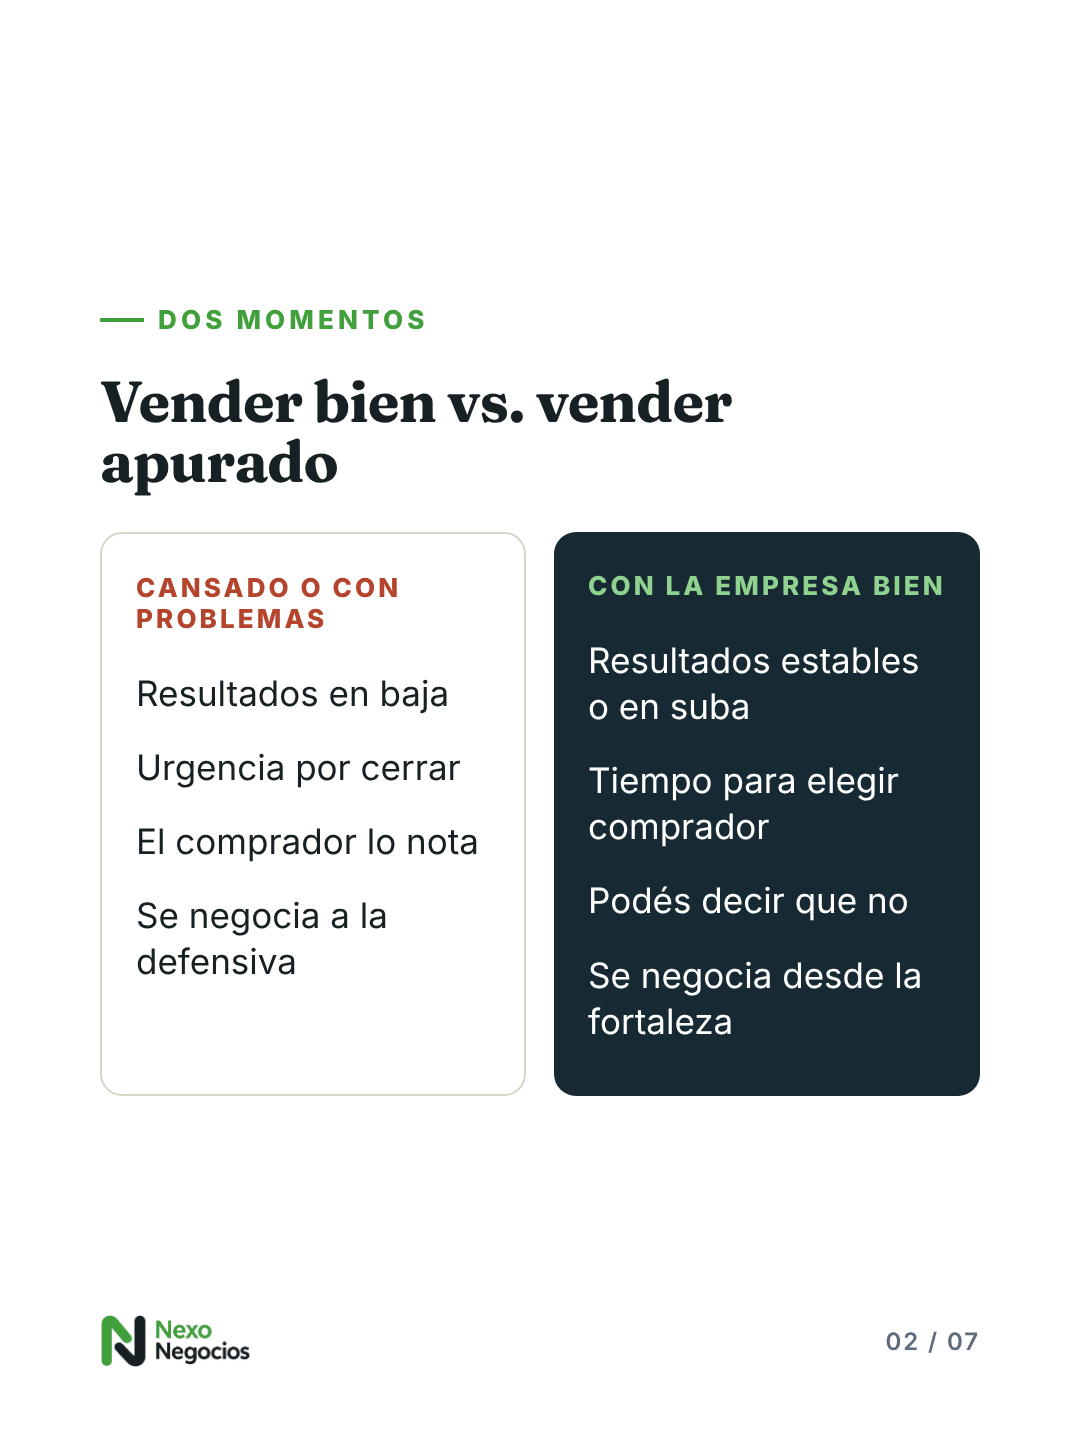 DOS MOMENTOS
Vender bien vs. vender
apurado
CANSADO O CON
PROBLEMAS
Resultados en baja
Urgencia por cerrar
El comprador lo nota
Se negocia a la
defensiva
CON LA EMPRESA BIEN
Resultados estables
o en suba
Tiempo para elegir
comprador
Podés decir que no
Se negocia desde la
fortaleza
Nexo
Negocios
02 / 07